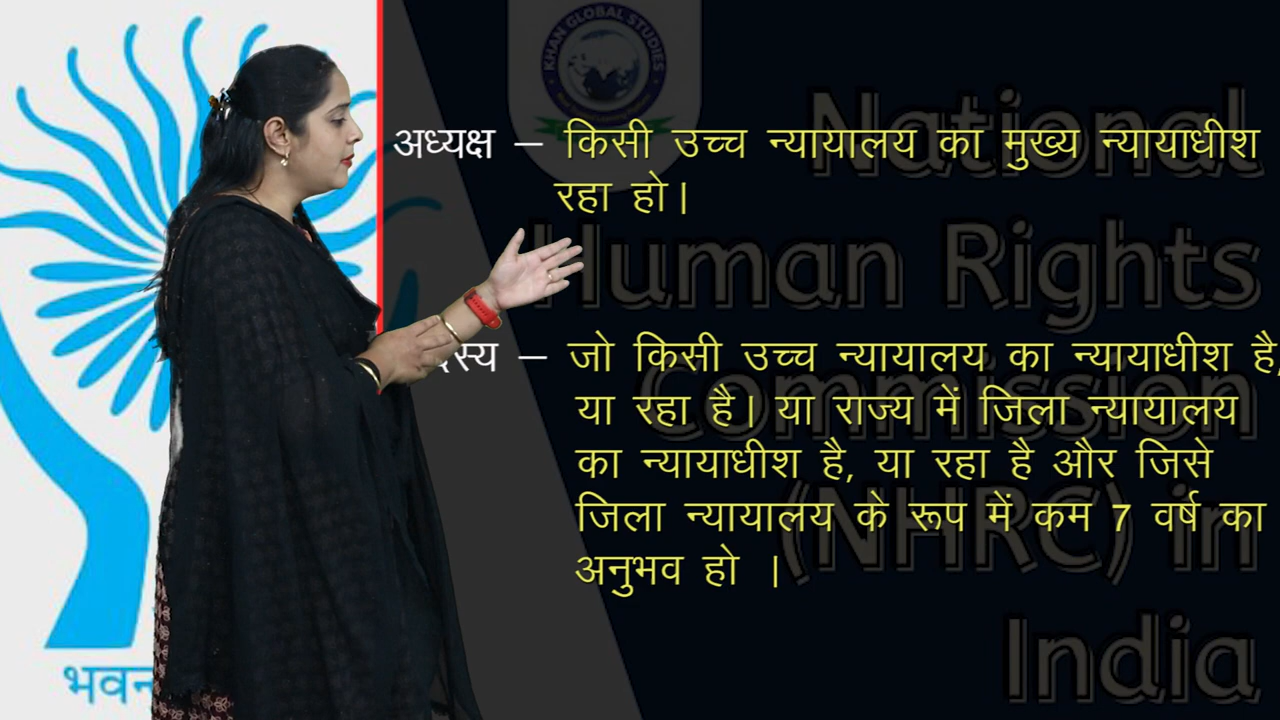 KHAN GLOBAL STUDIES
अध्यक्ष – किसी उच्च न्यायालय का मुख्य न्यायाधीश
रहा हो।
जो किसी उच्च न्यायालय का न्यायाधीश है,
या रहा है। या राज्य में जिला न्यायालय
का न्यायाधीश है, या रहा है और जिसे
जिला न्यायालय के रूप में कम 7 वर्ष का
अनुभव हो ।
National
Human Rights
Commission
(NHRC) in
India